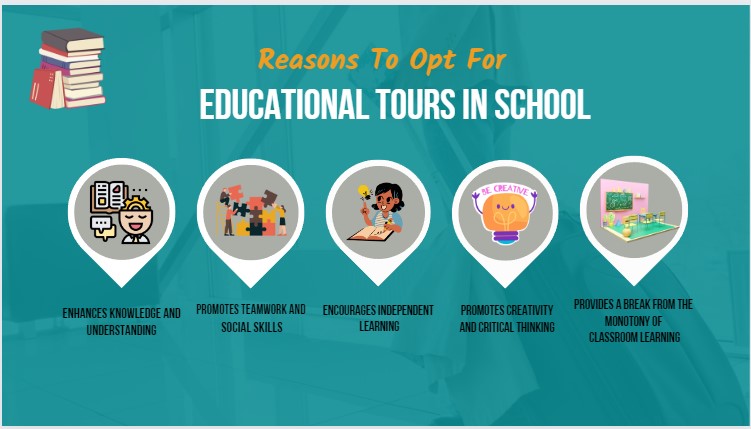 Reasons To Opt For
EDUCATIONAL TOURS IN SCHOOL
BE CREATIVE
ENHANCES KNOWLEDGE AND
UNDERSTANDING
PROMOTES TEAMWORK AND
SOCIAL SKILLS
ENCOURAGES INDEPENDENT
LEARNING
PROMOTES CREATIVITY
AND CRITICAL THINKING
PROVIDES A BREAK FROM THE
MONOTONY OF
CLASSROOM LEARNING